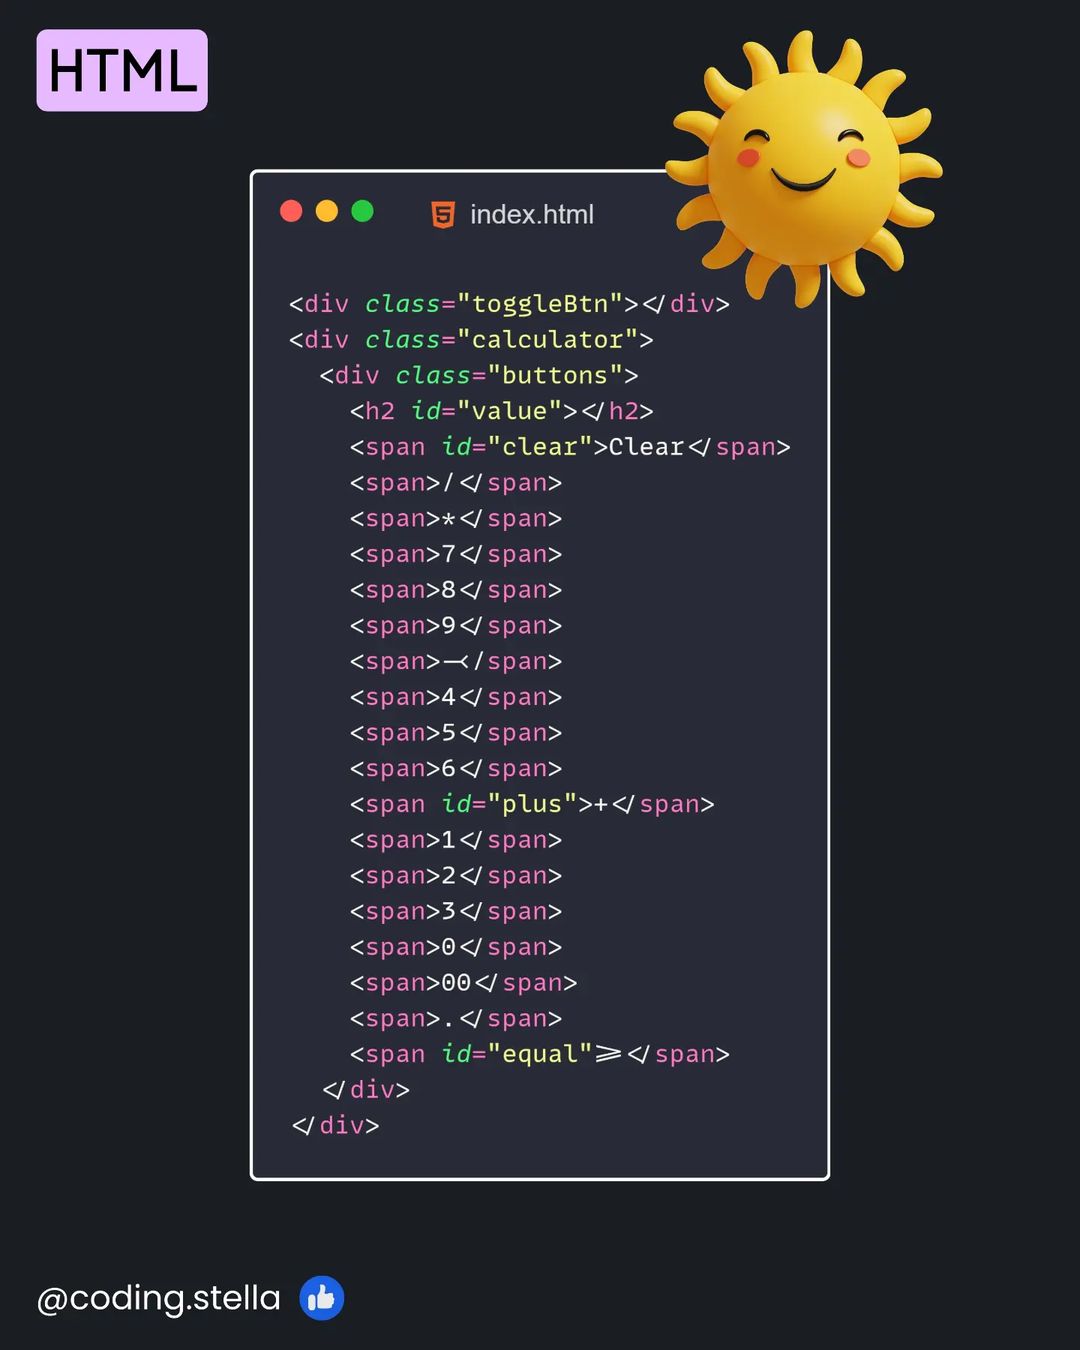 HTML
index.html
<div class="toggleBtn"></div>
<div class="calculator">
  <div class="buttons">
    <h2 id="value"></h2>
    <span id="clear">Clear</span>
    <span>/</span>
    <span>*</span>
    <span>7</span>
    <span>8</span>
    <span>9</span>
    <span>-</span>
    <span>4</span>
    <span>5</span>
    <span>6</span>
    <span id="plus">+</span>
    <span>1</span>
    <span>2</span>
    <span>3</span>
    <span>0</span>
    <span>00</span>
    <span>.</span>
    <span id="equal">=</span>
  </div>
</div>
@coding.stella